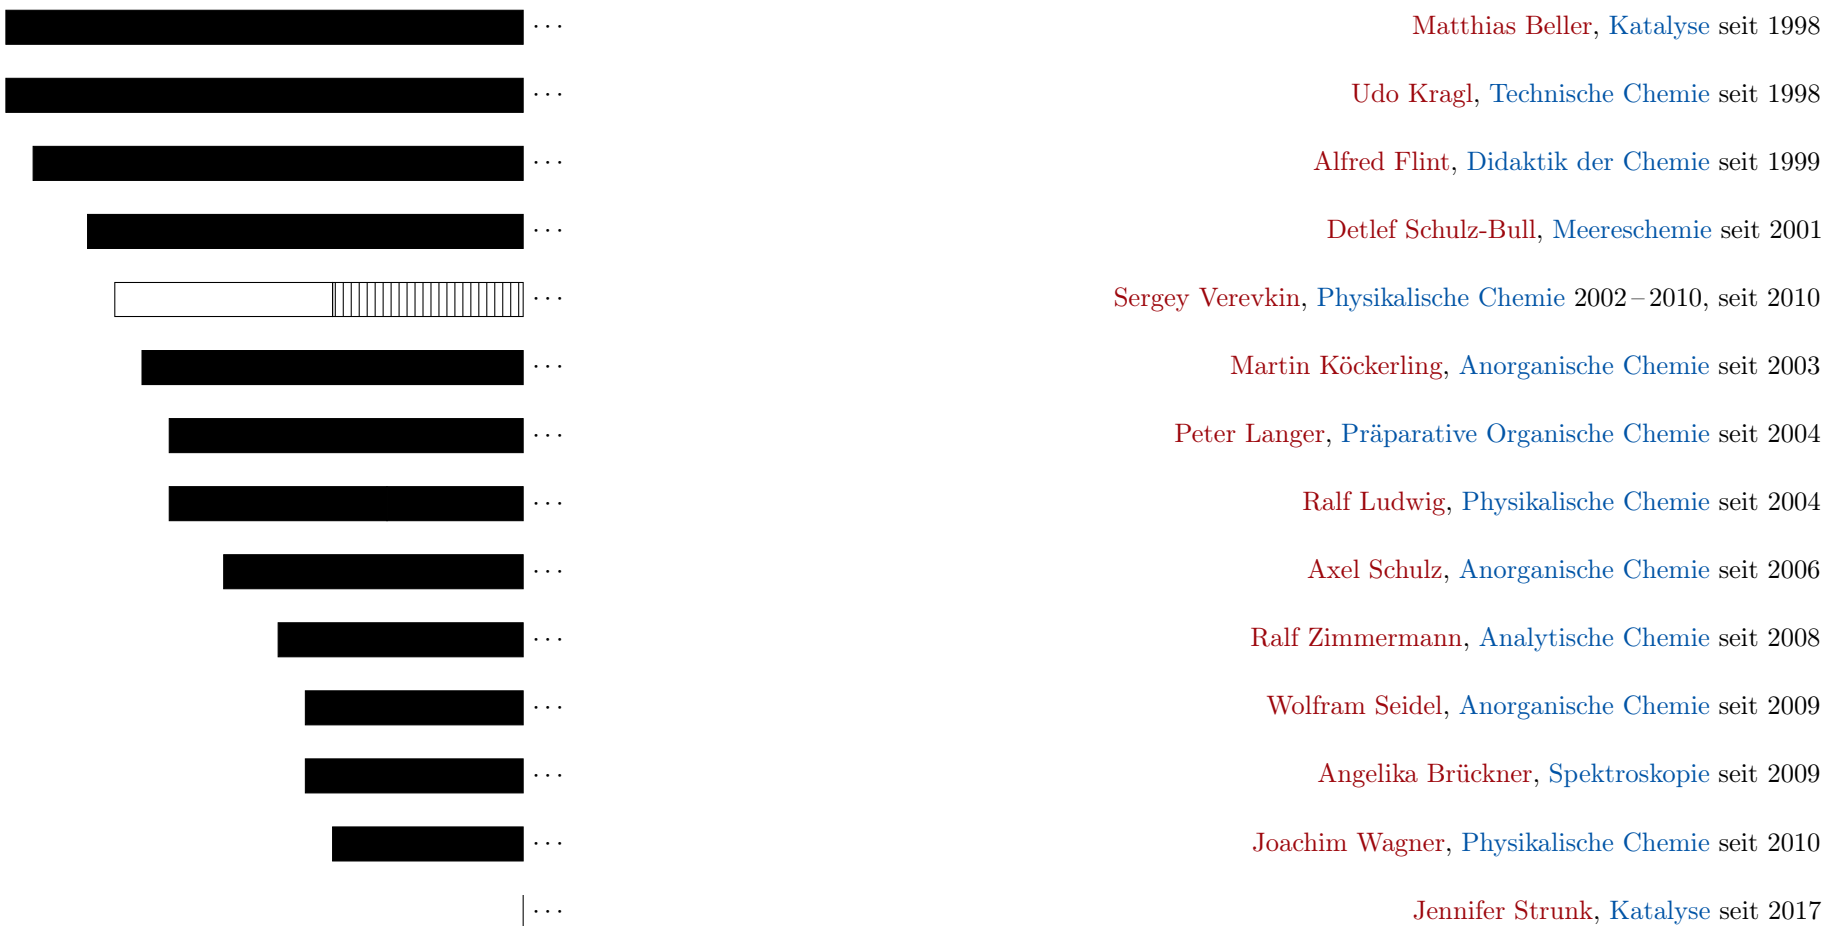 ... Matthias Beller, Katalyse seit 1998
... Udo Kragl, Technische Chemie seit 1998
... Alfred Flint, Didaktik der Chemie seit 1999
... Detlef Schulz-Bull, Meereschemie seit 2001
... Sergey Verevkin, Physikalische Chemie 2002–2010, seit 2010
... Martin Köckerling, Anorganische Chemie seit 2003
... Peter Langer, Präparative Organische Chemie seit 2004
... Ralf Ludwig, Physikalische Chemie seit 2004
... Axel Schulz, Anorganische Chemie seit 2006
... Ralf Zimmermann, Analytische Chemie seit 2008
... Wolfram Seidel, Anorganische Chemie seit 2009
... Angelika Brückner, Spektroskopie seit 2009
... Joachim Wagner, Physikalische Chemie seit 2010
... Jennifer Strunk, Katalyse seit 2017